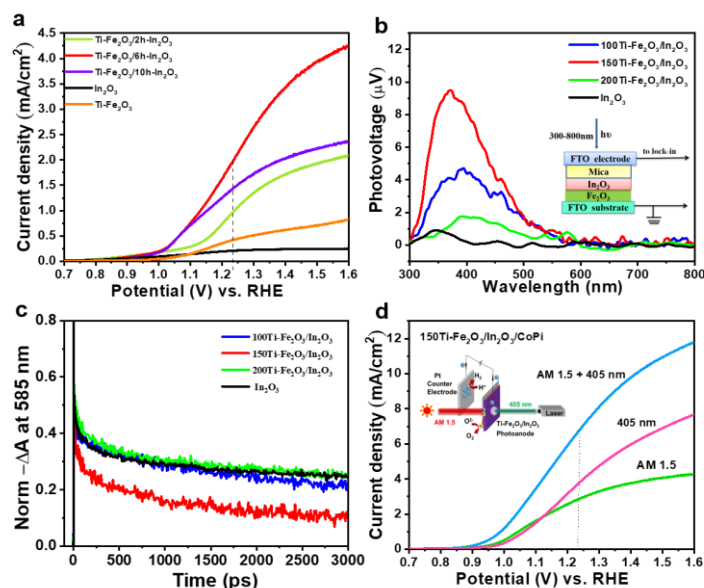 a
Ti-Fe₂O₃/2h-In₂O₃
Ti-Fe₂O₃/6h-In₂O₃
Ti-Fe₂O₃/10h-In₂O₃
In₂O₃
Ti-Fe₂O₃
Current density (mA/cm²)
4.5
4.0
3.5
3.0
2.5
2.0
1.5
1.0
0.5
0.0
0.7 0.8 0.9 1.0 1.1 1.2 1.3 1.4 1.5 1.6
Potential (V) vs. RHE
b
100Ti-Fe₂O₃/In₂O₃
150Ti-Fe₂O₃/In₂O₃
200Ti-Fe₂O₃/In₂O₃
In₂O₃
Photovoltage (μV)
12
10
8
6
4
2
0
300 400 500 600 700 800
Wavelength (nm)
300-800nm
hυ
to lock-in
FTO electrode
Mica
In₂O₃
Fe₂O₃
FTO substrate
c
100Ti-Fe₂O₃/In₂O₃
150Ti-Fe₂O₃/In₂O₃
200Ti-Fe₂O₃/In₂O₃
In₂O₃
Norm −ΔA at 585 nm
0.8
0.6
0.4
0.2
0.0
0 500 1000 1500 2000 2500 3000
Time (ps)
d
150Ti-Fe₂O₃/In₂O₃/CoPi
Current density (mA/cm²)
14
12
10
8
6
4
2
0
0.7 0.8 0.9 1.0 1.1 1.2 1.3 1.4 1.5 1.6
Potential (V) vs. RHE
AM 1.5 + 405 nm
405 nm
AM 1.5
Pt
Counter
Electrode
H₂
H⁺
405 nm
Laser
AM 1.5
O²⁻
O₂
Ti-Fe₂O₃/In₂O₃
Photoanode